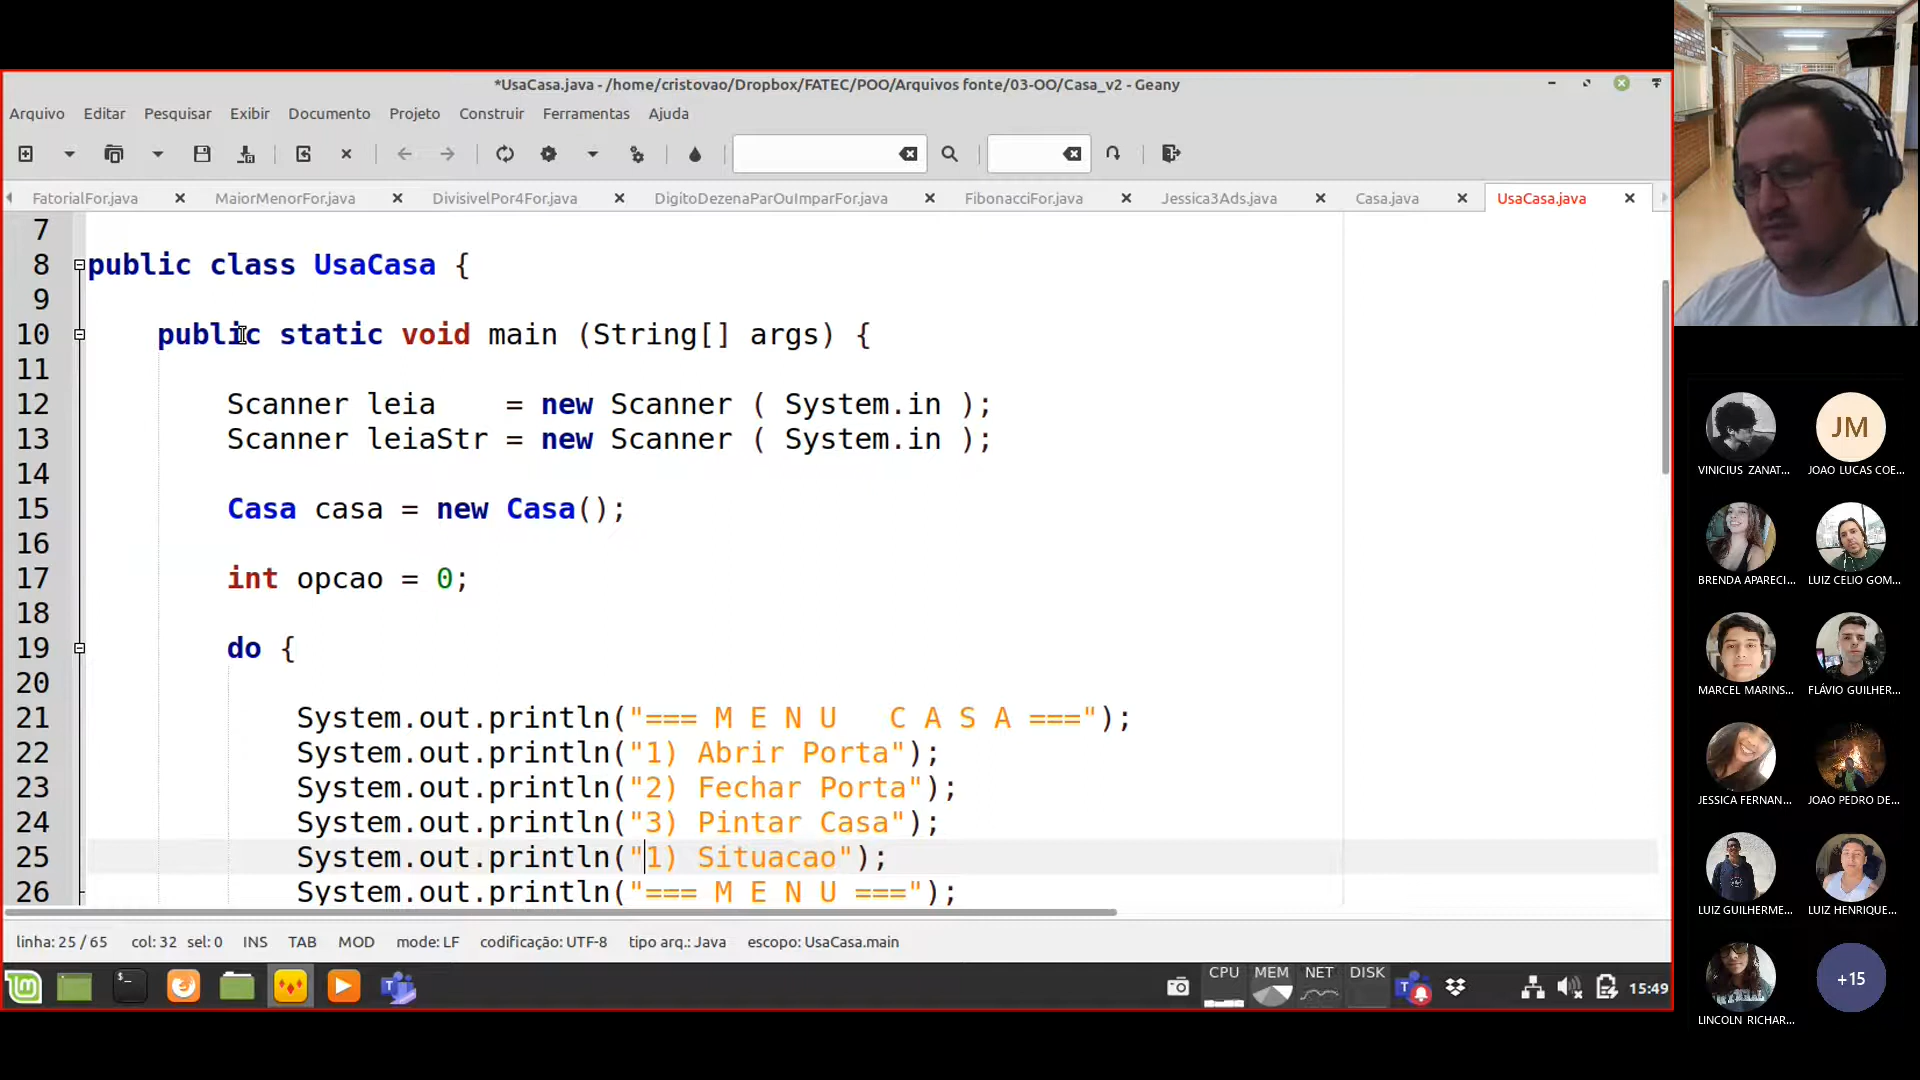 *UsaCasa.java - /home/cristovao/Dropbox/FATEC/POO/Arquivos fonte/03-OO/Casa_v2 - Geany
Arquivo Editar Pesquisar Exibir Documento Projeto Construir Ferramentas Ajuda
FatorialFor.java MaiorMenorFor.java DivisivelPor4For.java DigitoDezenaParOuImparFor.java FibonacciFor.java Jessica3Ads.java Casa.java UsaCasa.java
7
8 public class UsaCasa {
9
10 public static void main (String[] args) {
11
12 Scanner leia    = new Scanner ( System.in );
13 Scanner leiaStr = new Scanner ( System.in );
14
15 Casa casa = new Casa();
16
17 int opcao = 0;
18
19 do {
20
21 System.out.println("=== M E N U   C A S A ===");
22 System.out.println("1) Abrir Porta");
23 System.out.println("2) Fechar Porta");
24 System.out.println("3) Pintar Casa");
25 System.out.println("1) Situacao");
26 System.out.println("=== M E N U ===");
linha: 25 / 65 col: 32 sel: 0 INS TAB MOD mode: LF codificação: UTF-8 tipo arq.: Java escopo: UsaCasa.main
CPU MEM NET DISK
15:49
JM
VINICIUS ZANAT... JOAO LUCAS COE...
BRENDA APARECI... LUIZ CELIO GOM...
MARCEL MARINS... FLÁVIO GUILHER...
JESSICA FERNAN... JOAO PEDRO DE...
LUIZ GUILHERME... LUIZ HENRIQUE...
+15
LINCOLN RICHAR...